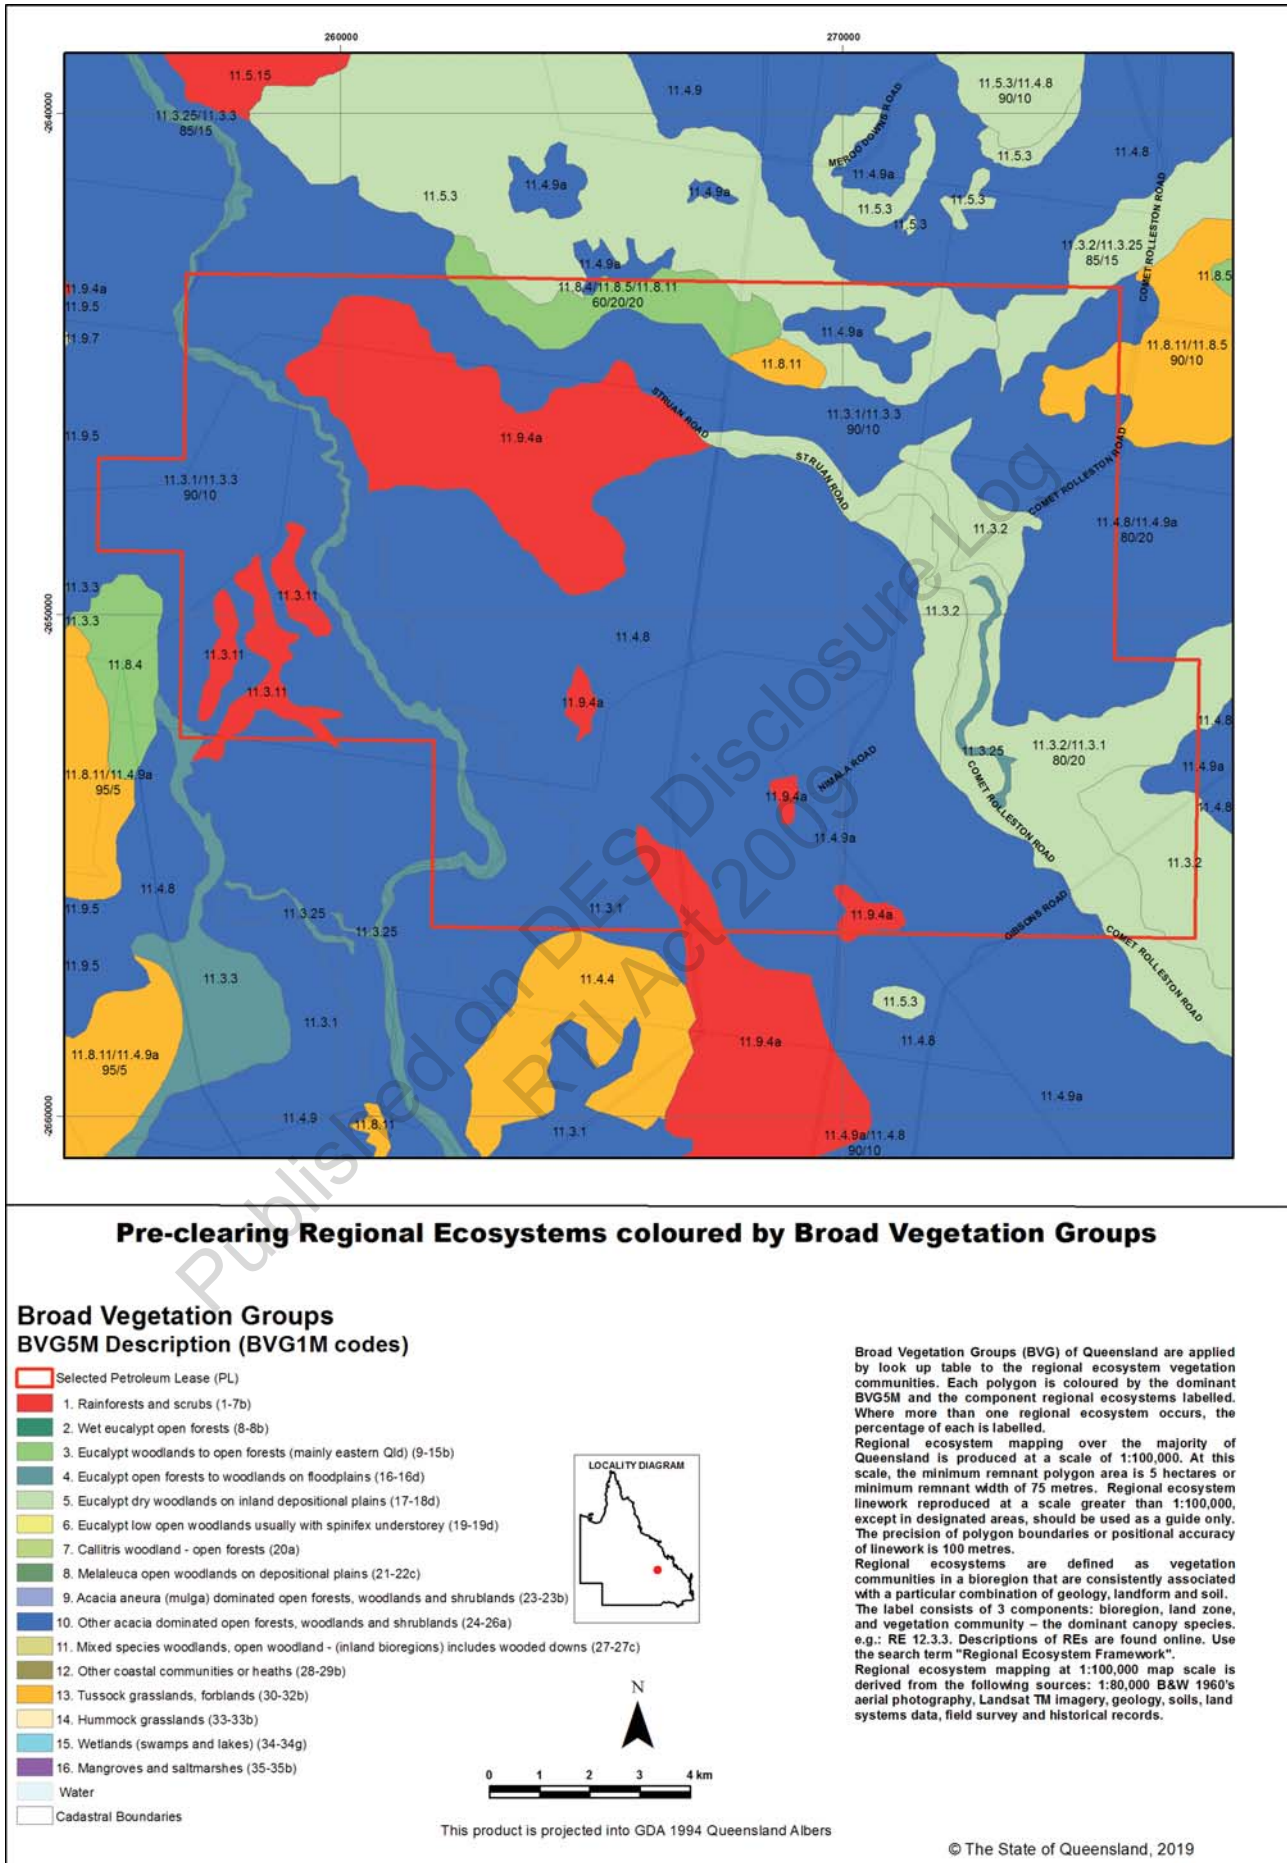 260000
270000
-2640000
-2650000
-2660000
11.5.15
11.3.25/11.3.3
85/15
11.4.9
11.5.3/11.4.8
90/10
MEROO DOWNS ROAD
11.5.3
11.4.8
11.4.9a
11.4.9a
11.4.9a
11.5.3
11.5.3
11.5.3
11.5.3
COMET ROLLESTON ROAD
11.3.2/11.3.25
85/15
11.4.9a
11.8.5
11.9.4a
11.8.4/11.8.5/11.8.11
60/20/20
11.9.5
11.9.7
11.4.9a
11.8.11/11.8.5
90/10
11.8.11
STRUAN ROAD
11.3.1/11.3.3
90/10
11.9.5
11.9.4a
STRUAN ROAD
COMET ROLLESTON ROAD
11.3.1/11.3.3
90/10
11.3.2
11.4.8/11.4.9a
80/20
11.3.3
11.3.11
11.3.2
11.3.3
11.4.8
11.8.4
11.3.11
11.3.11
11.9.4a
11.4.8
11.3.25
11.3.2/11.3.1
80/20
11.4.9a
11.8.11/11.4.9a
95/5
NIMALA ROAD
COMET ROLLESTON ROAD
11.9.4a
11.4.8
11.4.9a
11.3.2
11.4.8
11.9.5
11.3.25
11.3.1
11.9.4a
GIBSONS ROAD
11.3.25
COMET ROLLESTON ROAD
11.9.5
11.3.3
11.4.4
11.5.3
11.3.1
11.9.4a
11.4.8
11.8.11/11.4.9a
95/5
11.4.9a
11.4.9
11.8.11
11.3.1
11.4.9a/11.4.8
90/10
Published on DES Disclosure Log
RTI Act 2009
Pre-clearing Regional Ecosystems coloured by Broad Vegetation Groups
Broad Vegetation Groups
BVG5M Description (BVG1M codes)
Selected Petroleum Lease (PL)
1. Rainforests and scrubs (1-7b)
2. Wet eucalypt open forests (8-8b)
3. Eucalypt woodlands to open forests (mainly eastern Qld) (9-15b)
4. Eucalypt open forests to woodlands on floodplains (16-16d)
5. Eucalypt dry woodlands on inland depositional plains (17-18d)
6. Eucalypt low open woodlands usually with spinifex understorey (19-19d)
7. Callitris woodland - open forests (20a)
8. Melaleuca open woodlands on depositional plains (21-22c)
9. Acacia aneura (mulga) dominated open forests, woodlands and shrublands (23-23b)
10. Other acacia dominated open forests, woodlands and shrublands (24-26a)
11. Mixed species woodlands, open woodland - (inland bioregions) includes wooded downs (27-27c)
12. Other coastal communities or heaths (28-29b)
13. Tussock grasslands, forblands (30-32b)
14. Hummock grasslands (33-33b)
15. Wetlands (swamps and lakes) (34-34g)
16. Mangroves and saltmarshes (35-35b)
Water
Cadastral Boundaries
LOCALITY DIAGRAM
N
0 1 2 3 4 km
This product is projected into GDA 1994 Queensland Albers
Broad Vegetation Groups (BVG) of Queensland are applied
by look up table to the regional ecosystem vegetation
communities. Each polygon is coloured by the dominant
BVG5M and the component regional ecosystems labelled.
Where more than one regional ecosystem occurs, the
percentage of each is labelled.
Regional ecosystem mapping over the majority of
Queensland is produced at a scale of 1:100,000. At this
scale, the minimum remnant polygon area is 5 hectares or
minimum remnant width of 75 metres. Regional ecosystem
linework reproduced at a scale greater than 1:100,000,
except in designated areas, should be used as a guide only.
The precision of polygon boundaries or positional accuracy
of linework is 100 metres.
Regional ecosystems are defined as vegetation
communities in a bioregion that are consistently associated
with a particular combination of geology, landform and soil.
The label consists of 3 components: bioregion, land zone,
and vegetation community – the dominant canopy species.
e.g.: RE 12.3.3. Descriptions of REs are found online. Use
the search term "Regional Ecosystem Framework".
Regional ecosystem mapping at 1:100,000 map scale is
derived from the following sources: 1:80,000 B&W 1960's
aerial photography, Landsat TM imagery, geology, soils, land
systems data, field survey and historical records.
© The State of Queensland, 2019